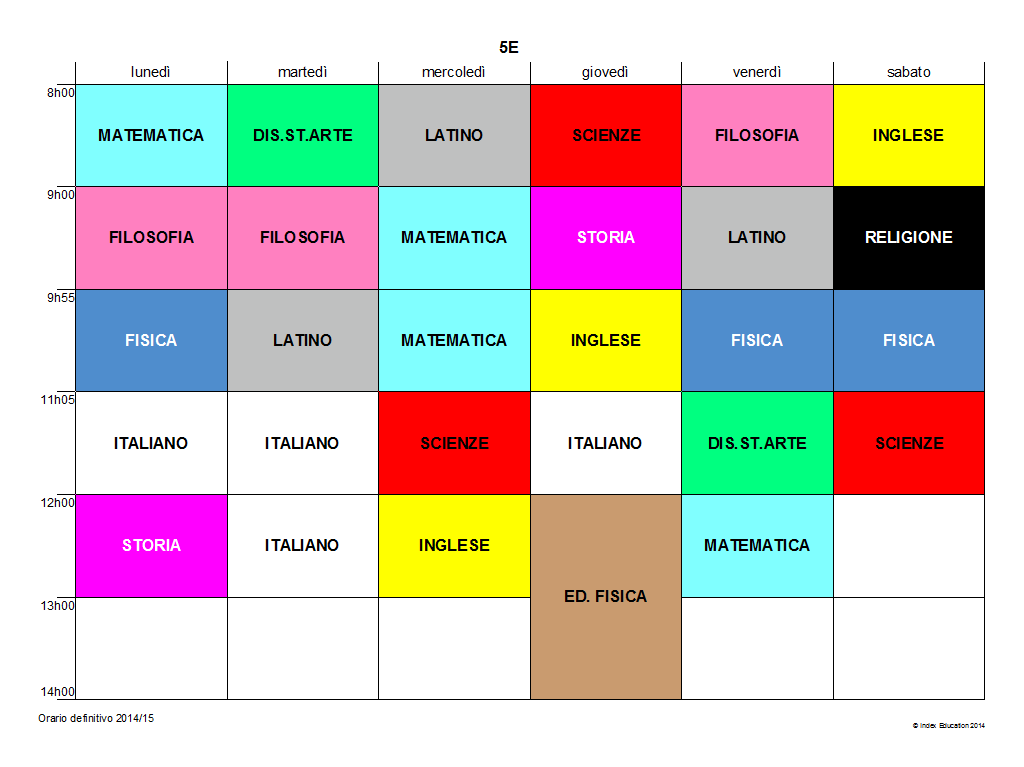 5E
lunedì martedì mercoledì giovedì venerdì sabato
8h00
MATEMATICA DIS.ST.ARTE LATINO SCIENZE FILOSOFIA INGLESE
9h00
FILOSOFIA FILOSOFIA MATEMATICA STORIA LATINO RELIGIONE
9h55
FISICA LATINO MATEMATICA INGLESE FISICA FISICA
11h05
ITALIANO ITALIANO SCIENZE ITALIANO DIS.ST.ARTE SCIENZE
12h00
STORIA ITALIANO INGLESE MATEMATICA
ED. FISICA
13h00
14h00
Orario definitivo 2014/15
© Index Education 2014